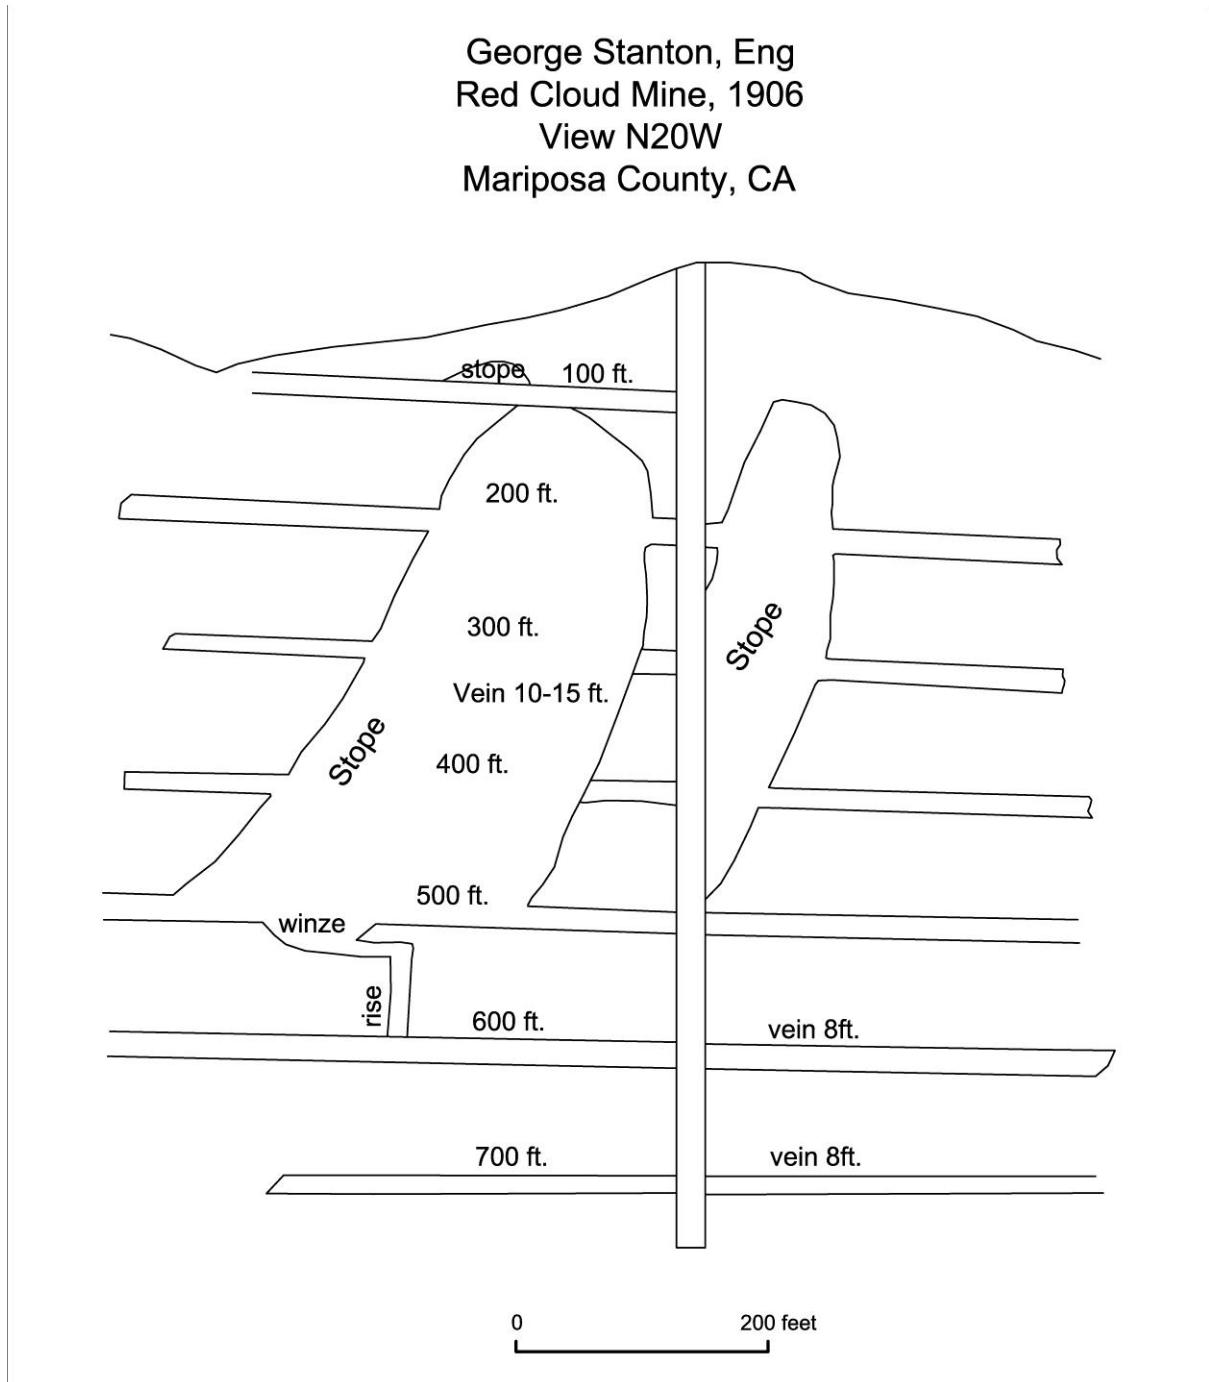 George Stanton, Eng
Red Cloud Mine, 1906
View N20W
Mariposa County, CA
stope
100 ft.
200 ft.
300 ft.
Stope
Vein 10-15 ft.
Stope
400 ft.
500 ft.
winze
rise
600 ft.
vein 8ft.
700 ft.
vein 8ft.
0
200 feet